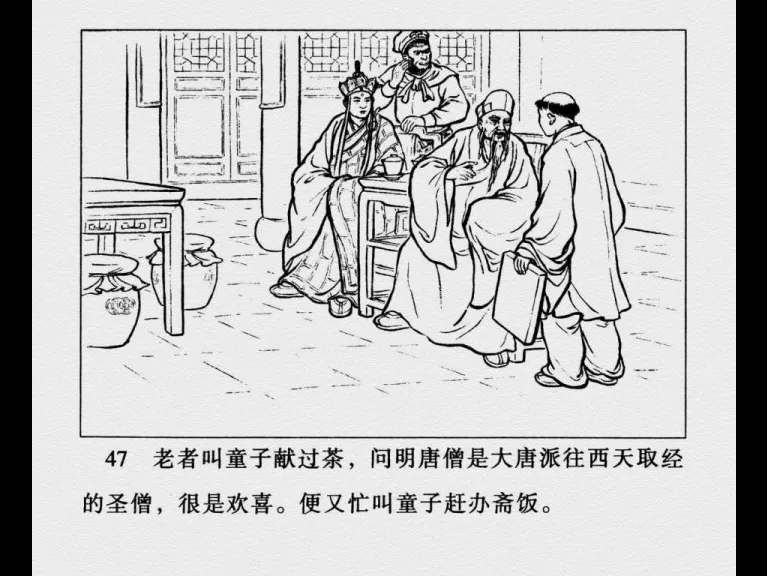 47 老者叫童子献过茶，问明唐僧是大唐派往西天取经
的圣僧，很是欢喜。便又忙叫童子赶办斋饭。